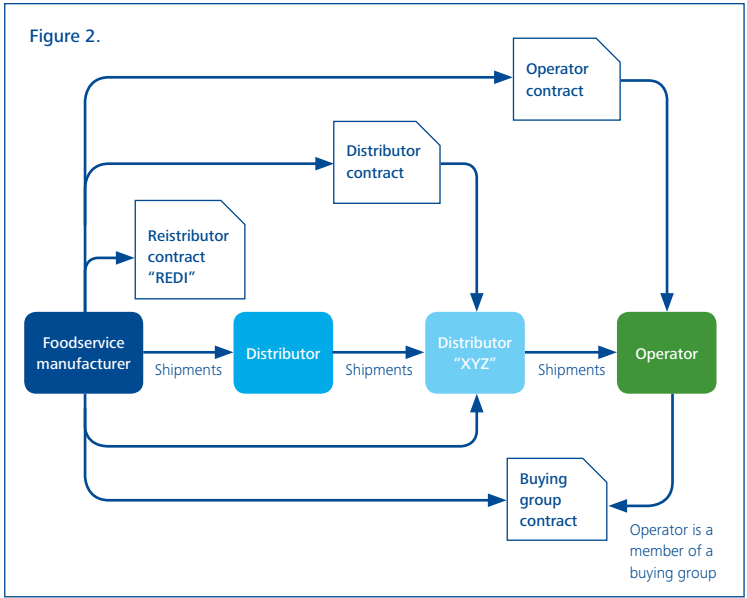 Figure 2.
Operator
contract
Distributor
contract
Reistributor
contract
“REDI”
Foodservice
manufacturer
Shipments
Distributor
Shipments
Distributor
“XYZ”
Shipments
Operator
Buying
group
contract
Operator is a
member of a
buying group